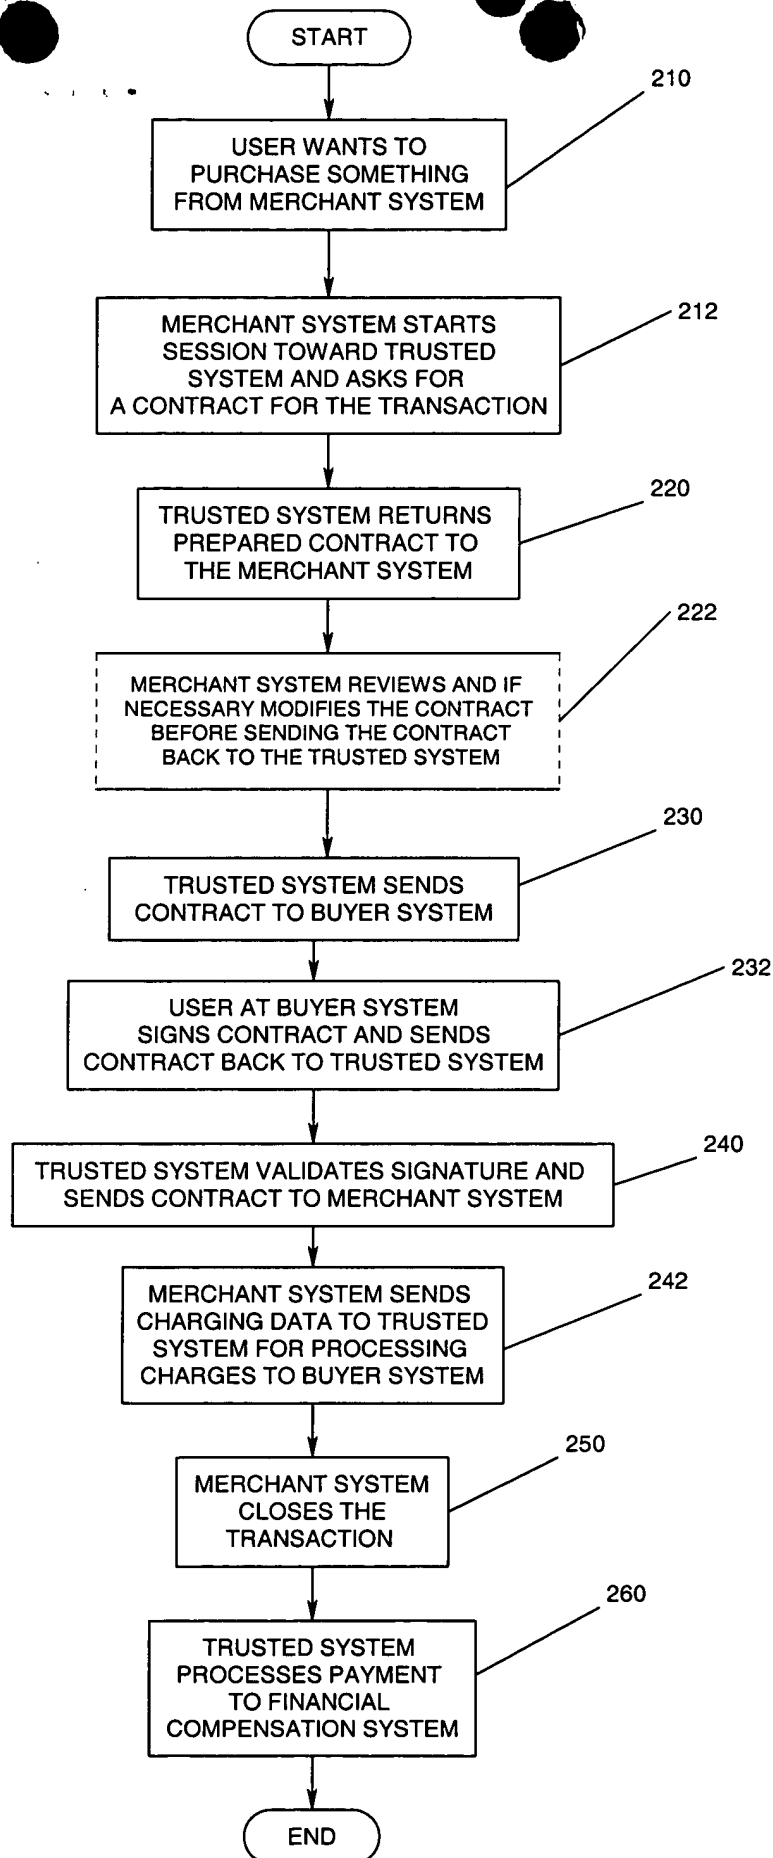 START
210
USER WANTS TO
PURCHASE SOMETHING
FROM MERCHANT SYSTEM
212
MERCHANT SYSTEM STARTS
SESSION TOWARD TRUSTED
SYSTEM AND ASKS FOR
A CONTRACT FOR THE TRANSACTION
220
TRUSTED SYSTEM RETURNS
PREPARED CONTRACT TO
THE MERCHANT SYSTEM
222
MERCHANT SYSTEM REVIEWS AND IF
NECESSARY MODIFIES THE CONTRACT
BEFORE SENDING THE CONTRACT
BACK TO THE TRUSTED SYSTEM
230
TRUSTED SYSTEM SENDS
CONTRACT TO BUYER SYSTEM
232
USER AT BUYER SYSTEM
SIGNS CONTRACT AND SENDS
CONTRACT BACK TO TRUSTED SYSTEM
240
TRUSTED SYSTEM VALIDATES SIGNATURE AND
SENDS CONTRACT TO MERCHANT SYSTEM
242
MERCHANT SYSTEM SENDS
CHARGING DATA TO TRUSTED
SYSTEM FOR PROCESSING
CHARGES TO BUYER SYSTEM
250
MERCHANT SYSTEM
CLOSES THE
TRANSACTION
260
TRUSTED SYSTEM
PROCESSES PAYMENT
TO FINANCIAL
COMPENSATION SYSTEM
END